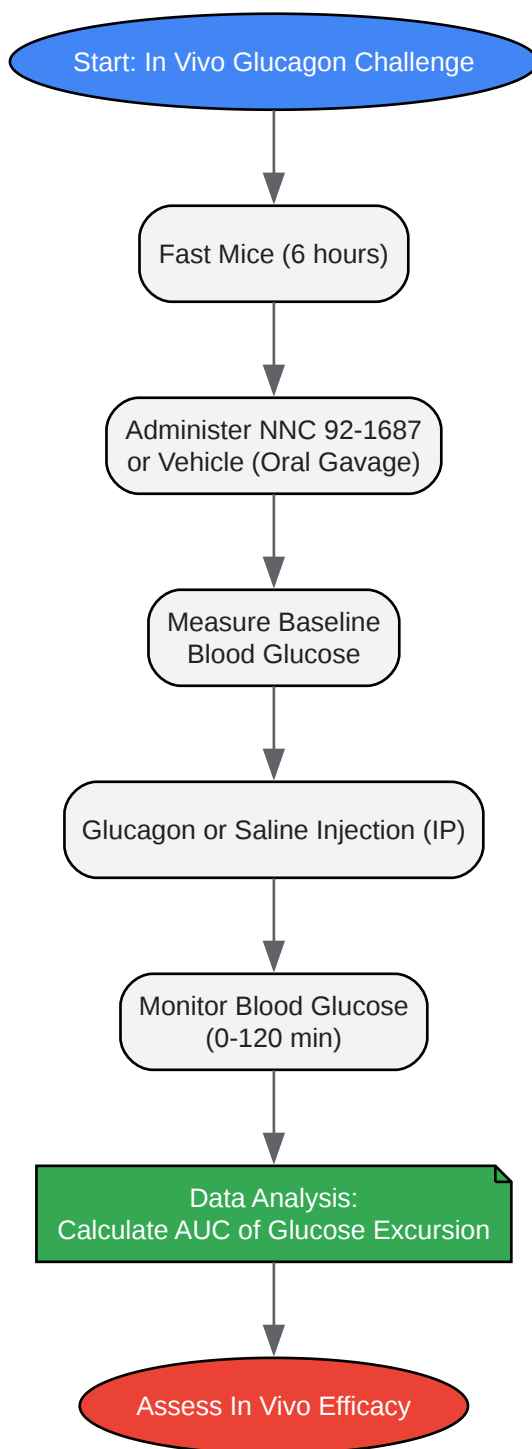 Start: In Vivo Glucagon Challenge
Fast Mice (6 hours)
Administer NNC 92-1687
or Vehicle (Oral Gavage)
Measure Baseline
Blood Glucose
Glucagon or Saline Injection (IP)
Monitor Blood Glucose
(0-120 min)
Data Analysis:
Calculate AUC of Glucose Excursion
Assess In Vivo Efficacy